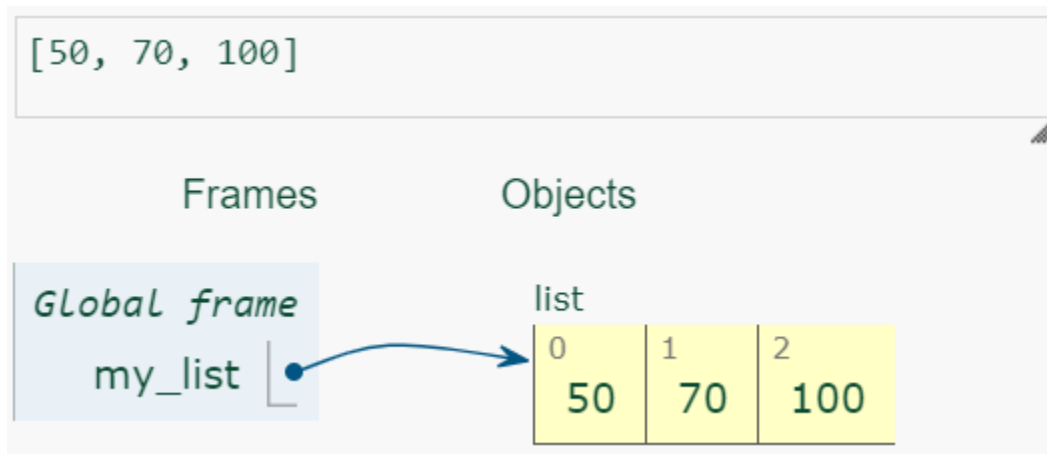 [50, 70, 100]
Frames Objects
Global frame
my_list
list
0 1 2
50 70 100